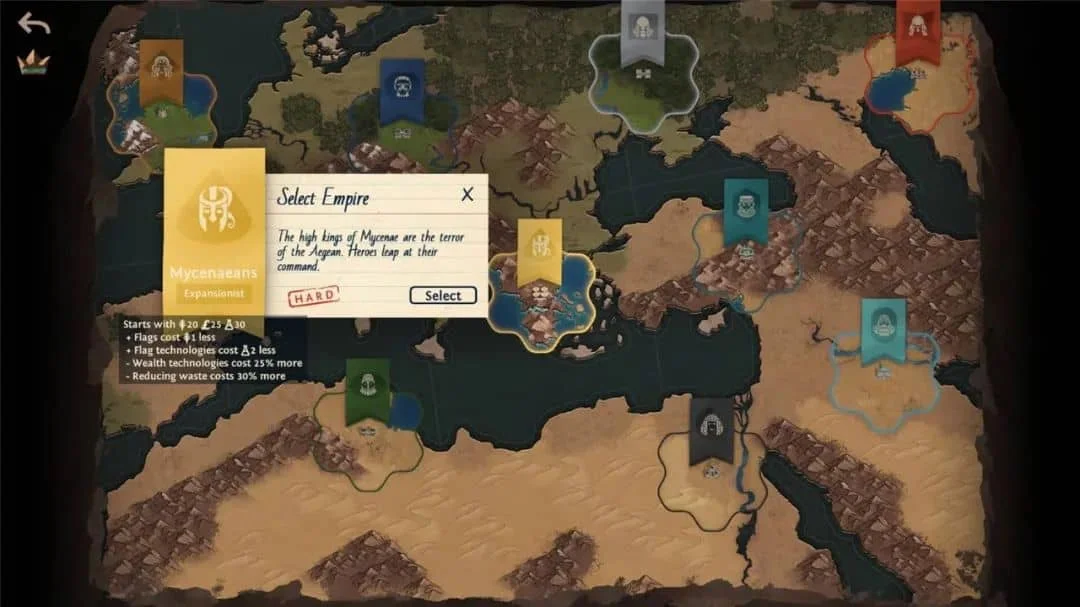 Select Empire
X
The high kings of Mycenae are the terror
of the Aegean. Heroes leap at their
command.
HARD
Select
Mycenaeans
Expansionist
Starts with 20 25 30
+ Flags cost 1 less
+ Flag technologies cost 2 less
- Wealth technologies cost 25% more
- Reducing waste costs 30% more